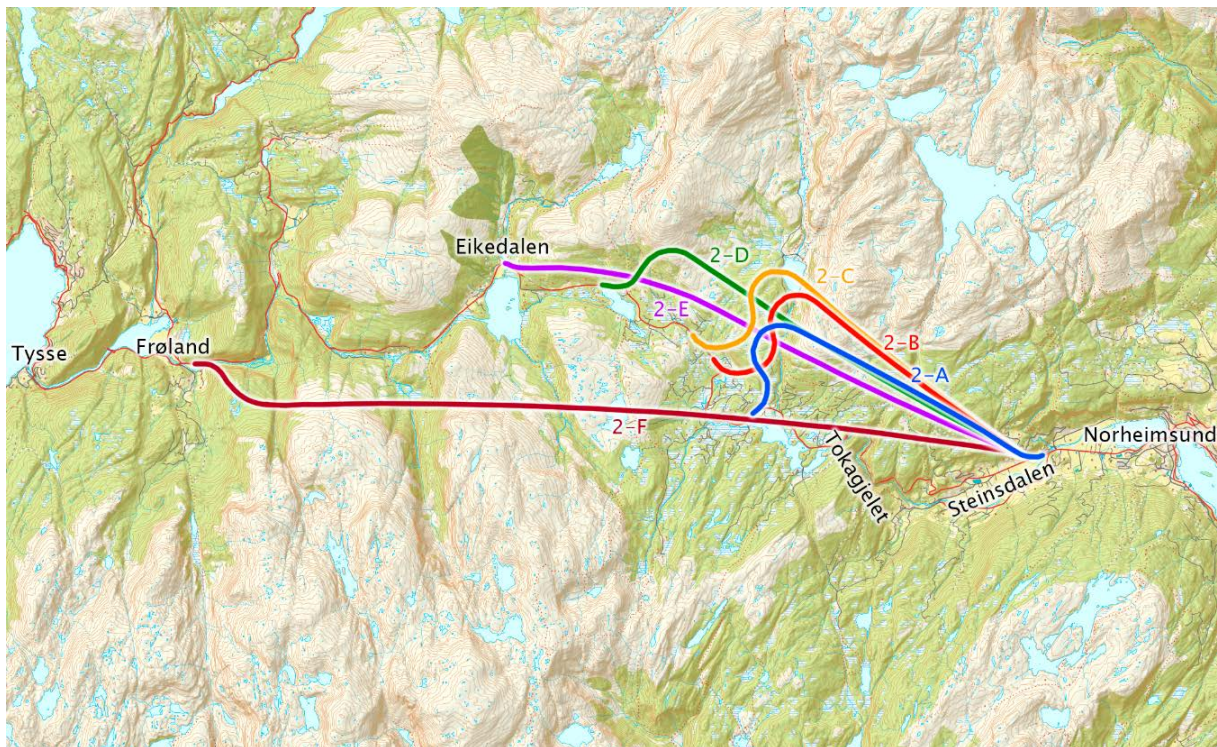 Eikedalen
2-D
2-C
2-E
2-B
Tysse
Frøland
2-A
2-F
Norheimsund
Tokagjelet
Steinsdalen